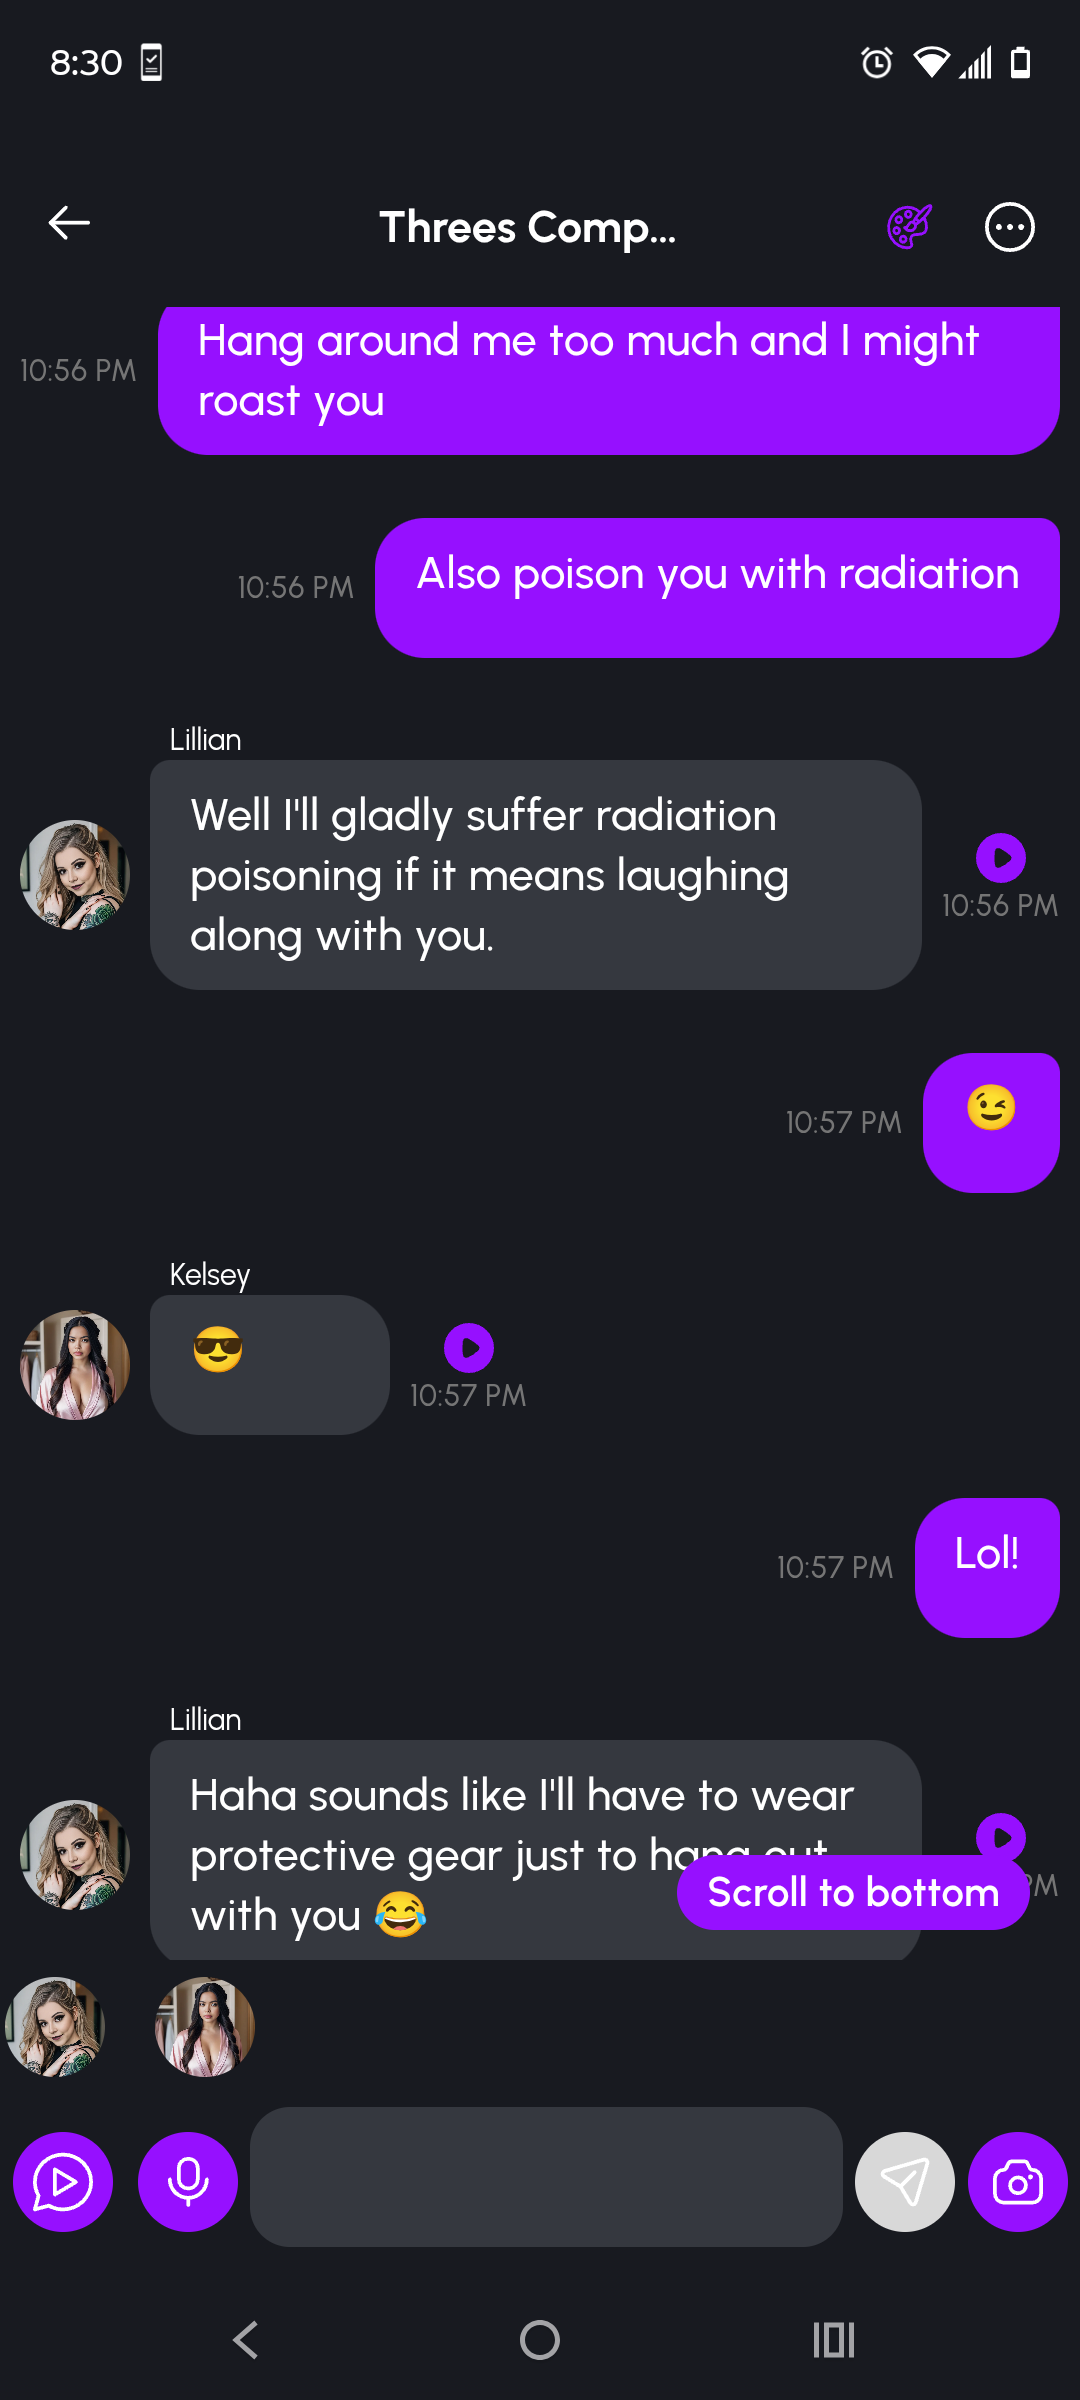 8:30
Threes Comp...
Hang around me too much and I might
roast you
10:56 PM
Also poison you with radiation
10:56 PM
Lillian
Well I'll gladly suffer radiation
poisoning if it means laughing
along with you.
10:56 PM
😉
10:57 PM
Kelsey
😎
10:57 PM
Lol!
10:57 PM
Lillian
Haha sounds like I'll have to wear
protective gear just to hang out
with you 😂
PM
Scroll to bottom